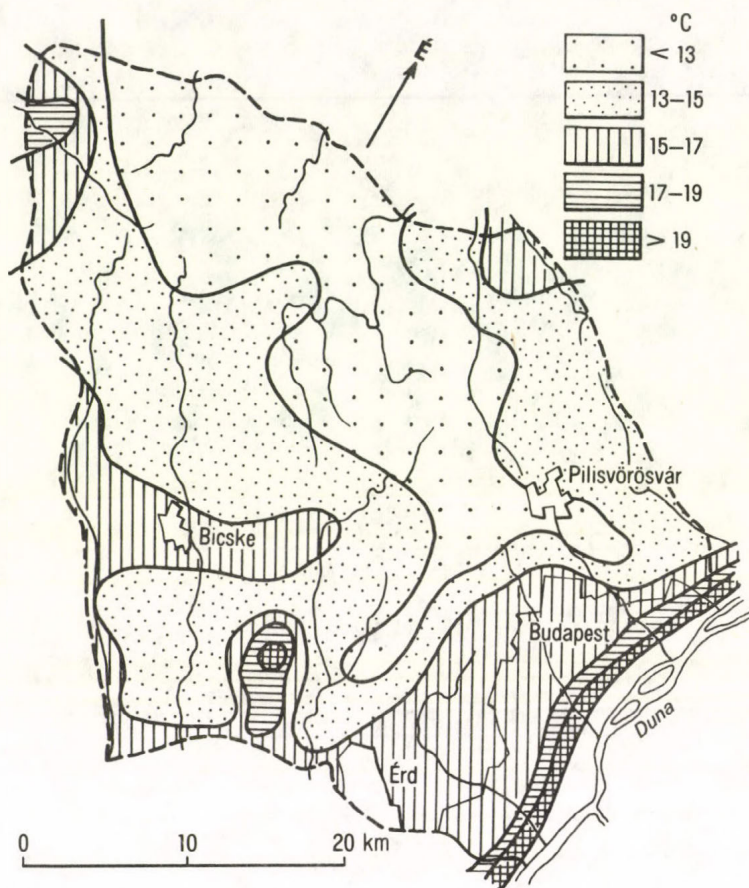 °C
É
< 13
13–15
15–17
17–19
> 19
Pilisvörösvár
Bicske
Budapest
Duna
Érd
0 10 20 km